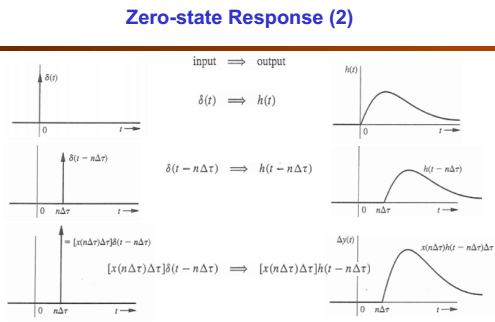 Zero-state Response (2)
input ⟹ output
δ(t)
δ(t) ⟹ h(t)
h(t)
0
t
0
t
δ(t − nΔτ)
δ(t − nΔτ) ⟹ h(t − nΔτ)
h(t − nΔτ)
0 nΔτ t
0 nΔτ t
= [x(nΔτ)Δτ]δ(t − nΔτ)
[x(nΔτ)Δτ]δ(t − nΔτ) ⟹ [x(nΔτ)Δτ]h(t − nΔτ)
Δy(t)
x(nΔτ)h(t − nΔτ)Δτ
0 nΔτ t
0 nΔτ t